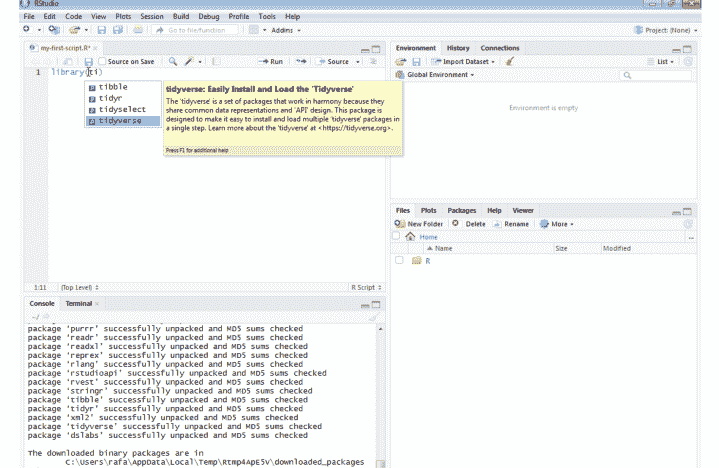 RStudio
File Edit Code View Plots Session Build Debug Profile Tools Help
Go to file/function
Addins
Project: (None)
my-first-script.R*
Source on Save
Run
Source
1 library(ti)
tibble
tidyr
tidyselect
tidyverse
tidyverse: Easily Install and Load the 'Tidyverse'
The 'tidyverse' is a set of packages that work in harmony because they
share common data representations and 'API' design. This package is
designed to make it easy to install and load multiple 'tidyverse' packages in
a single step. Learn more about the 'tidyverse' at <https://tidyverse.org>.
Press F1 for additional help
1:11 (Top Level) R Script
Environment History Connections
Import Dataset List
Global Environment
Environment is empty
Files Plots Packages Help Viewer
New Folder Delete Rename More
Home
Name Size Modified
R
Console Terminal
~/
package 'purrr' successfully unpacked and MD5 sums checked
package 'readr' successfully unpacked and MD5 sums checked
package 'readxl' successfully unpacked and MD5 sums checked
package 'reprex' successfully unpacked and MD5 sums checked
package 'rlang' successfully unpacked and MD5 sums checked
package 'rstudioapi' successfully unpacked and MD5 sums checked
package 'rvest' successfully unpacked and MD5 sums checked
package 'stringr' successfully unpacked and MD5 sums checked
package 'tibble' successfully unpacked and MD5 sums checked
package 'tidyr' successfully unpacked and MD5 sums checked
package 'xml2' successfully unpacked and MD5 sums checked
package 'tidyverse' successfully unpacked and MD5 sums checked
package 'dslabs' successfully unpacked and MD5 sums checked
The downloaded binary packages are in
C:\Users\rafa\AppData\Local\Temp\Rtmp4ApE5V\downloaded_packages